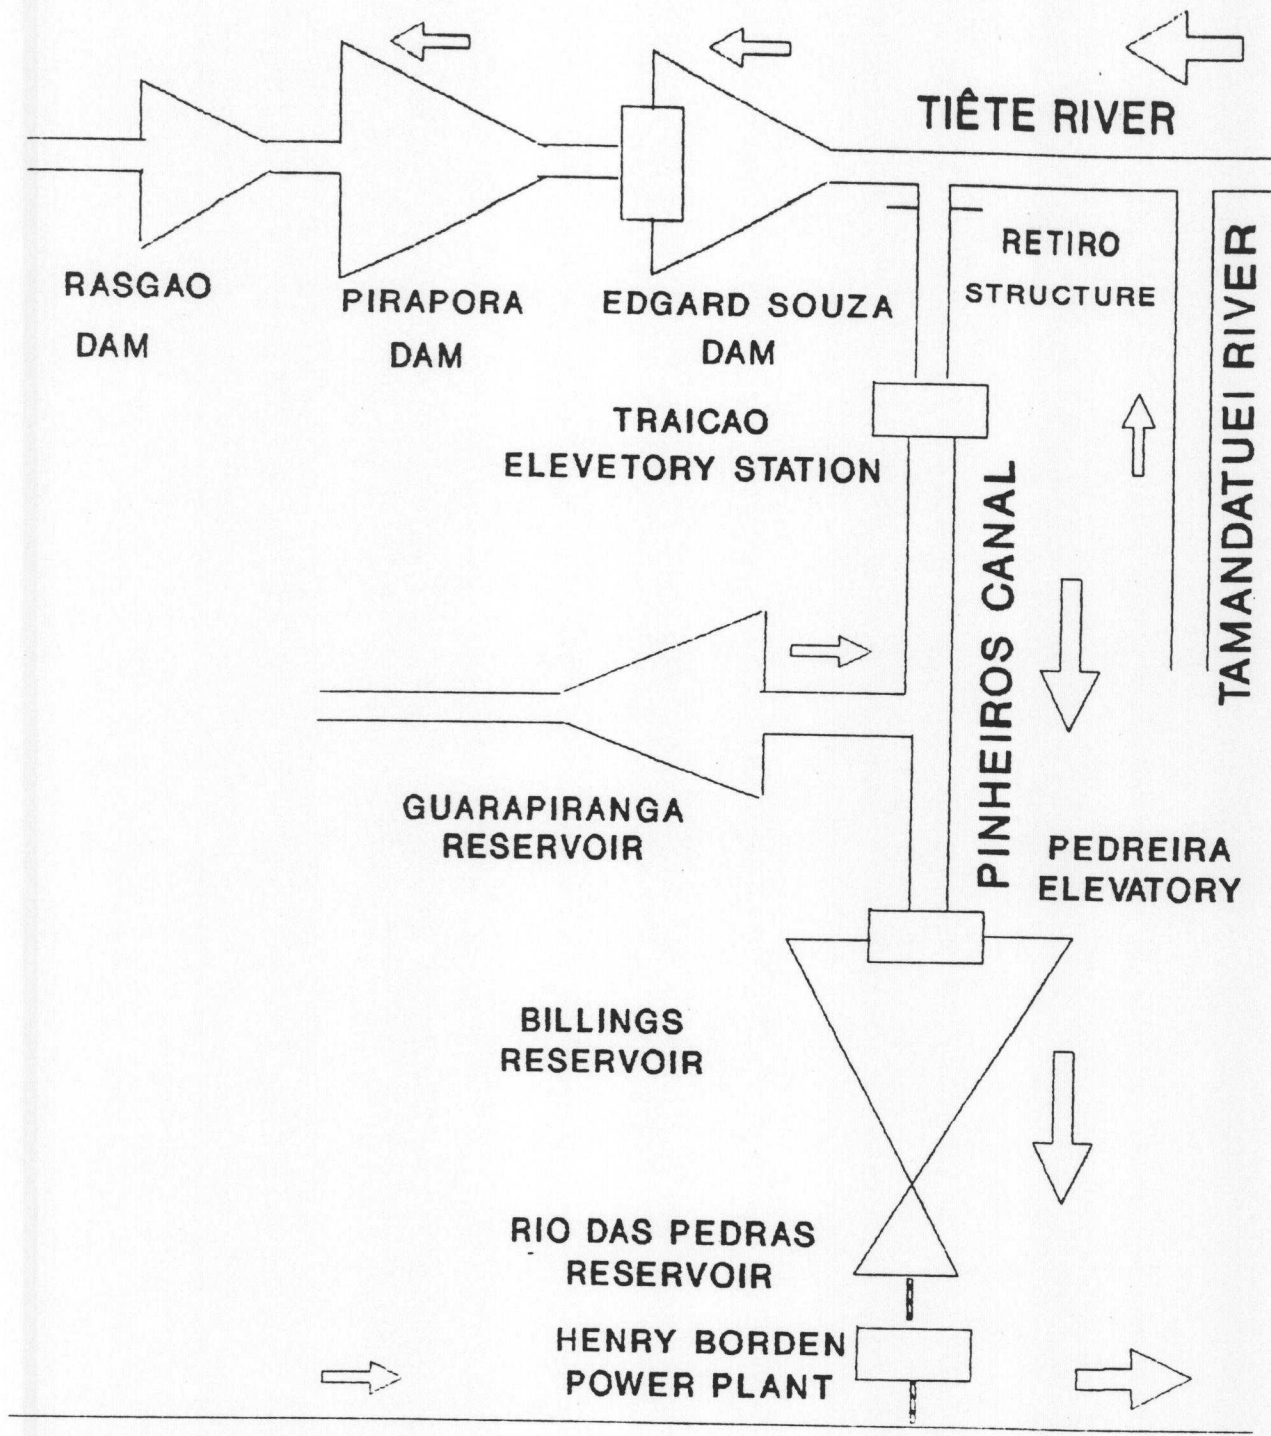 TIÊTE RIVER
RASGAO
DAM
PIRAPORA
DAM
EDGARD SOUZA
DAM
RETIRO
STRUCTURE
TAMANDATUEI RIVER
TRAICAO
ELEVETORY STATION
PINHEIROS CANAL
GUARAPIRANGA
RESERVOIR
PEDREIRA
ELEVATORY
BILLINGS
RESERVOIR
RIO DAS PEDRAS
RESERVOIR
HENRY BORDEN
POWER PLANT